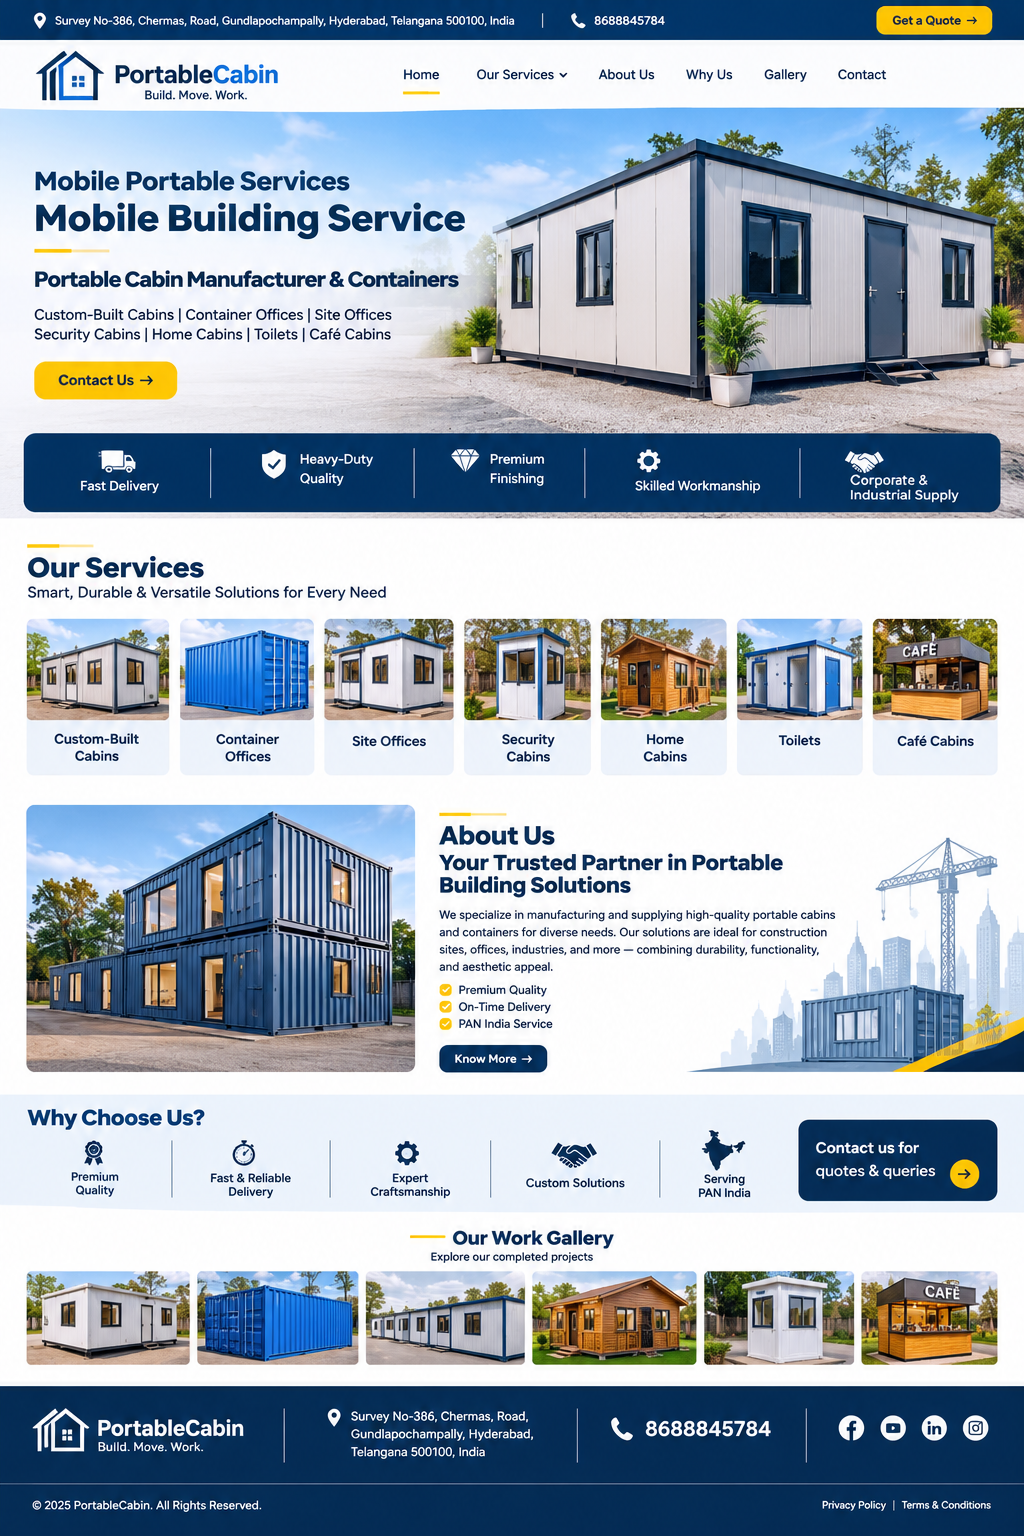 Survey No-386, Chermas, Road, Gundlapochampally, Hyderabad, Telangana 500100, India
8688845784
Get a Quote →
PortableCabin
Build. Move. Work.
Home
Our Services
About Us
Why Us
Gallery
Contact
Mobile Portable Services
Mobile Building Service
Portable Cabin Manufacturer & Containers
Custom-Built Cabins | Container Offices | Site Offices
Security Cabins | Home Cabins | Toilets | Café Cabins
Contact Us →
Fast Delivery
Heavy-Duty
Quality
Premium
Finishing
Skilled Workmanship
Corporate &
Industrial Supply
Our Services
Smart, Durable & Versatile Solutions for Every Need
CAFÉ
Custom-Built
Cabins
Container
Offices
Site Offices
Security
Cabins
Home
Cabins
Toilets
Café Cabins
About Us
Your Trusted Partner in Portable
Building Solutions
We specialize in manufacturing and supplying high-quality portable cabins
and containers for diverse needs. Our solutions are ideal for construction
sites, offices, industries, and more — combining durability, functionality,
and aesthetic appeal.
Premium Quality
On-Time Delivery
PAN India Service
Know More →
Why Choose Us?
Premium
Quality
Fast & Reliable
Delivery
Expert
Craftsmanship
Custom Solutions
Serving
PAN India
Contact us for
quotes & queries
Our Work Gallery
Explore our completed projects
CAFÉ
PortableCabin
Build. Move. Work.
Survey No-386, Chermas, Road,
Gundlapochampally, Hyderabad,
Telangana 500100, India
8688845784
© 2025 PortableCabin. All Rights Reserved.
Privacy Policy | Terms & Conditions